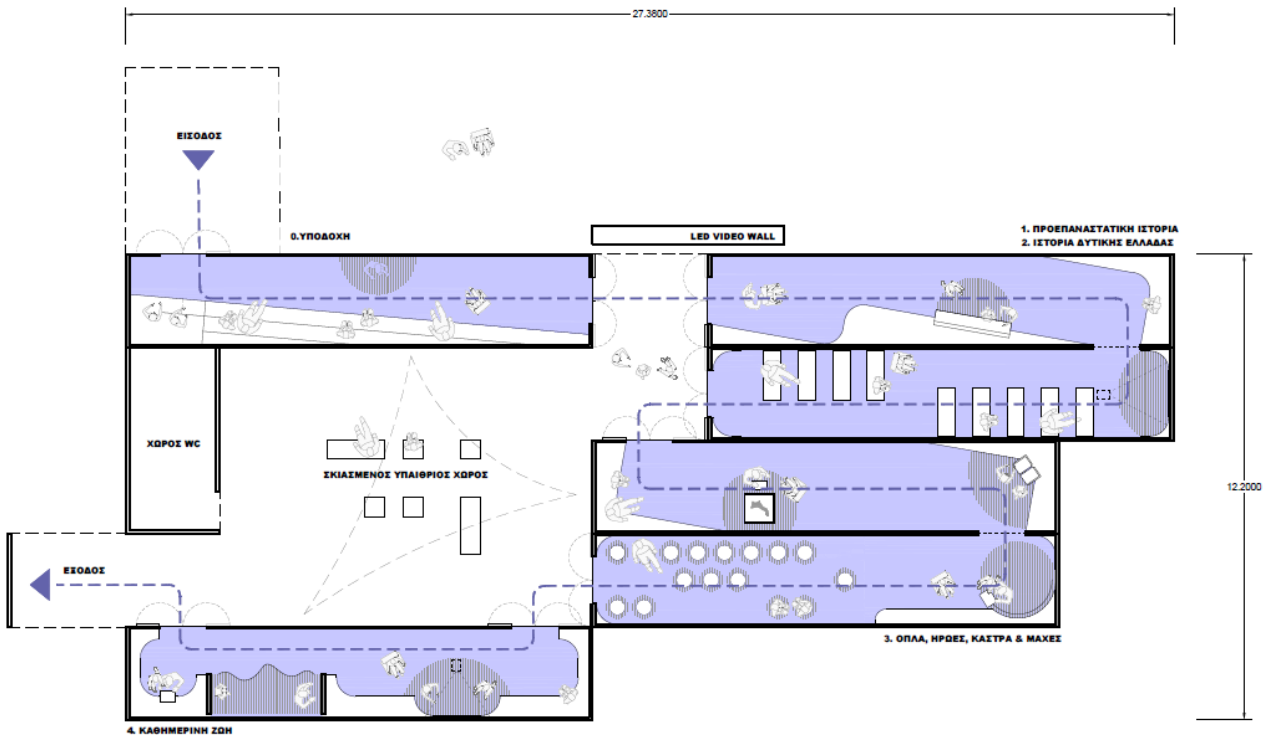 27.3800
ΕΙΣΟΔΟΣ
0.ΥΠΟΔΟΧΗ
LED VIDEO WALL
1. ΠΡΟΕΠΑΝΑΣΤΑΤΙΚΗ ΙΣΤΟΡΙΑ
2. ΙΣΤΟΡΙΑ ΔΥΤΙΚΗΣ ΕΛΛΑΔΑΣ
ΧΩΡΟΣ WC
ΣΚΙΑΣΜΕΝΟΣ ΥΠΑΙΘΡΙΟΣ ΧΩΡΟΣ
12.2000
ΕΞΟΔΟΣ
3. ΟΠΛΑ, ΗΡΩΕΣ, ΚΑΣΤΡΑ & ΜΑΧΕΣ
4. ΚΑΘΗΜΕΡΙΝΗ ΖΩΗ